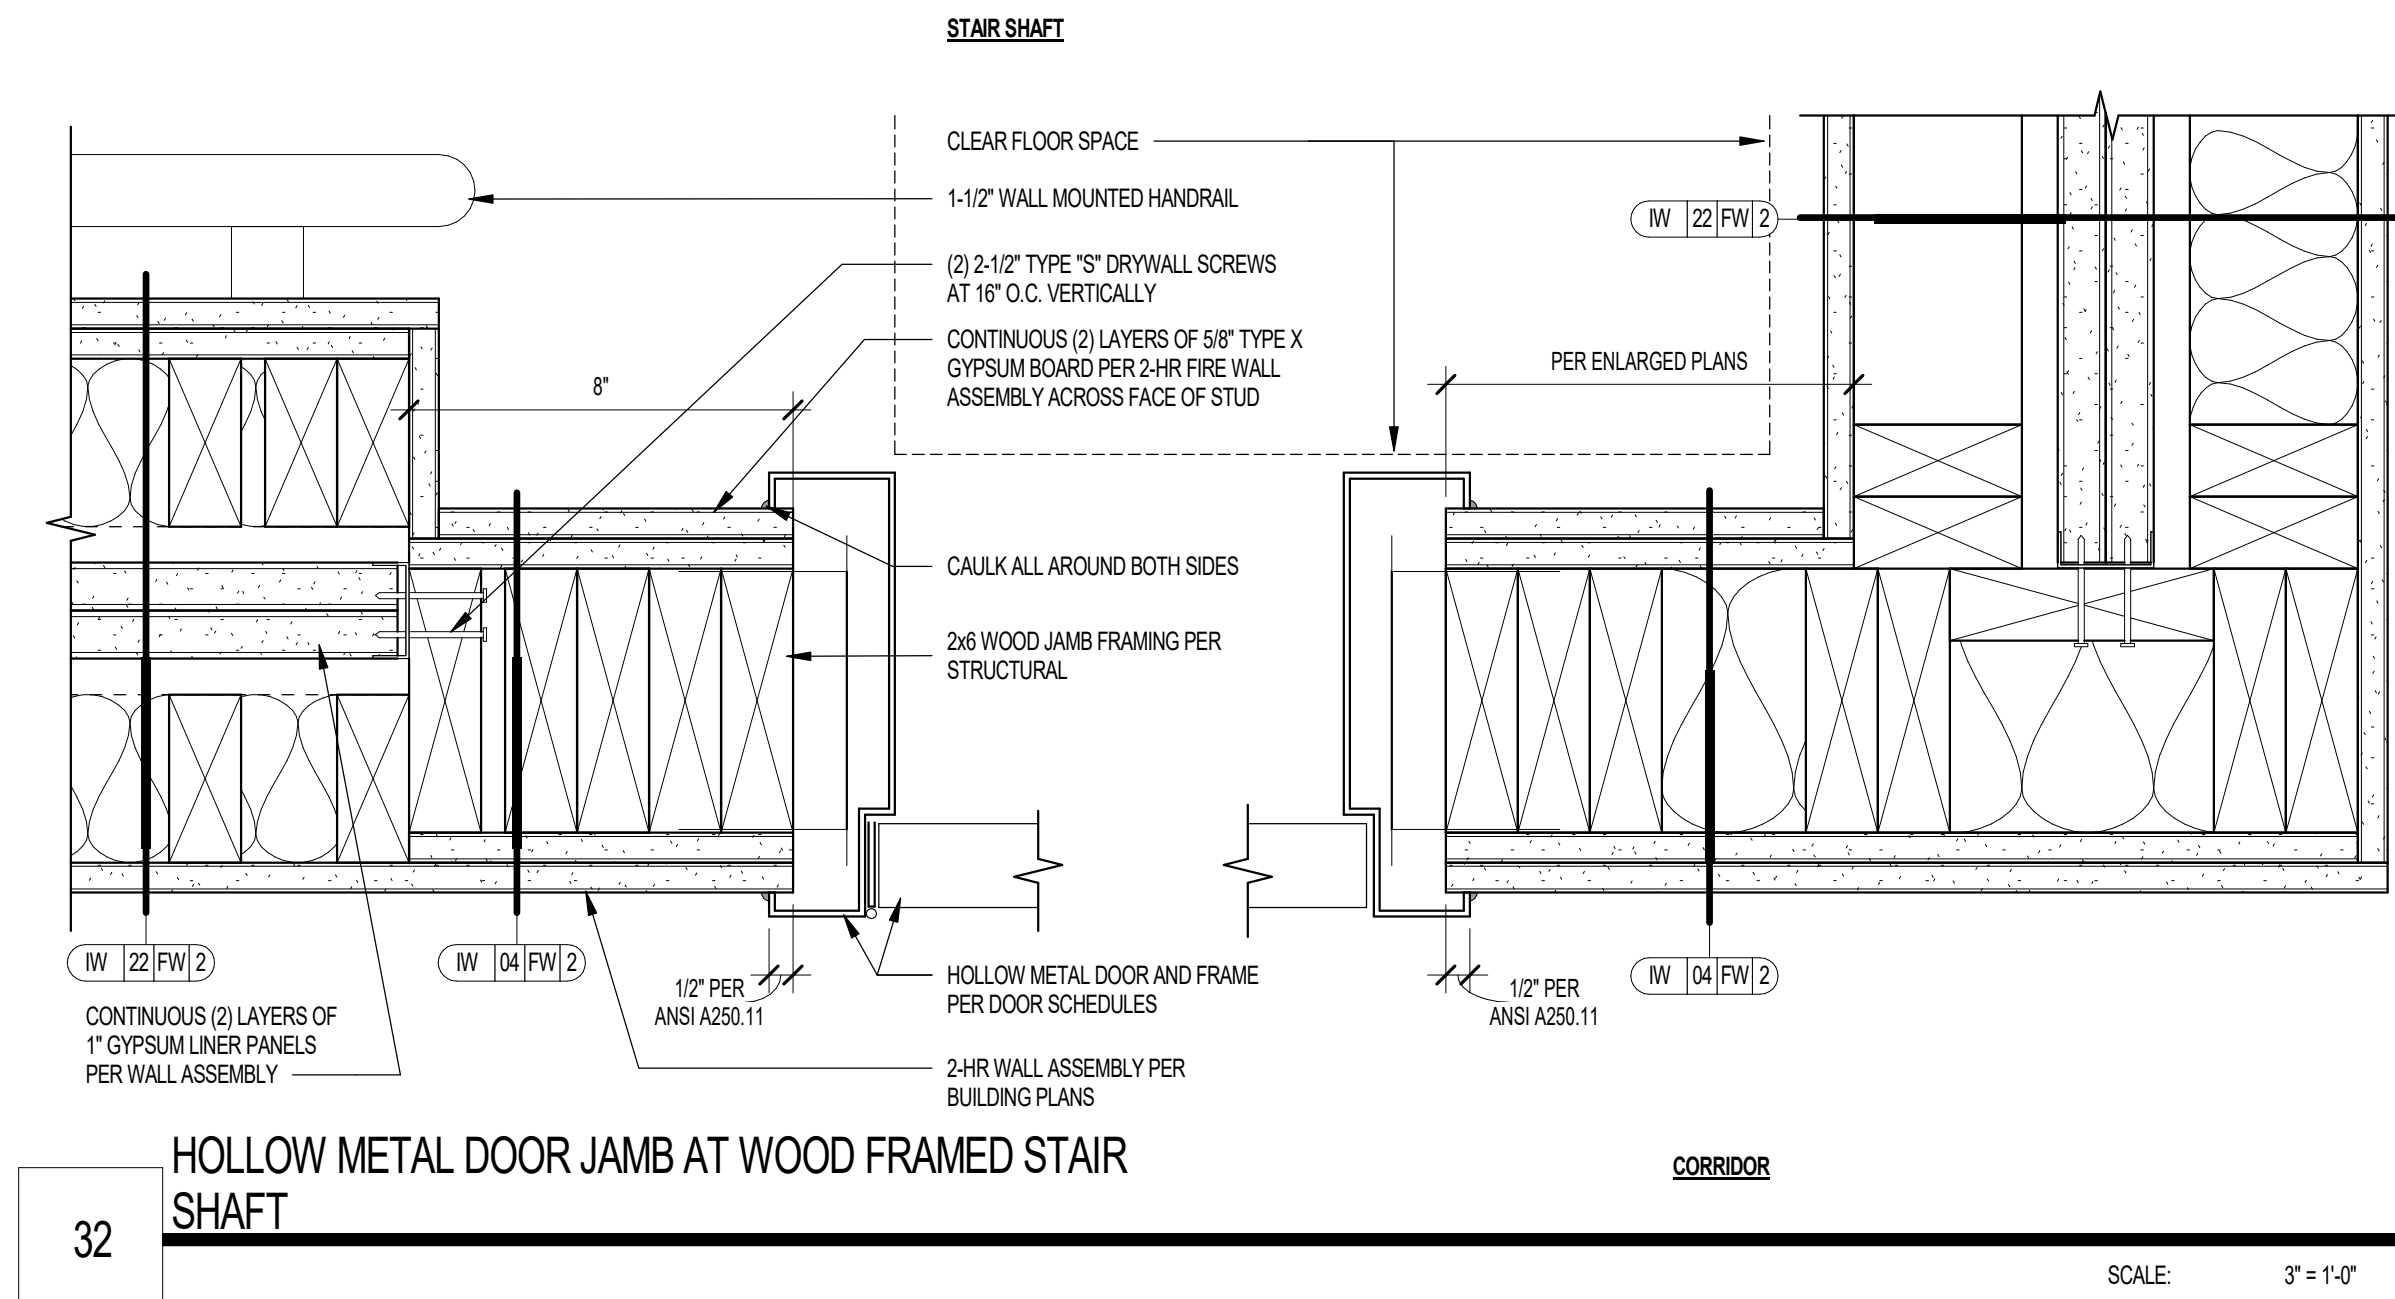 STAIR SHAFT
CLEAR FLOOR SPACE
1-1/2" WALL MOUNTED HANDRAIL
IW 22 FW 2
(2) 2-1/2" TYPE "S" DRYWALL SCREWS
AT 16" O.C. VERTICALLY
CONTINUOUS (2) LAYERS OF 5/8" TYPE X
GYPSUM BOARD PER 2-HR FIRE WALL
ASSEMBLY ACROSS FACE OF STUD
8"
PER ENLARGED PLANS
CAULK ALL AROUND BOTH SIDES
2x6 WOOD JAMB FRAMING PER
STRUCTURAL
IW 22 FW 2
IW 04 FW 2
1/2" PER
ANSI A250.11
HOLLOW METAL DOOR AND FRAME
PER DOOR SCHEDULES
1/2" PER
ANSI A250.11
IW 04 FW 2
CONTINUOUS (2) LAYERS OF
1" GYPSUM LINER PANELS
PER WALL ASSEMBLY
2-HR WALL ASSEMBLY PER
BUILDING PLANS
HOLLOW METAL DOOR JAMB AT WOOD FRAMED STAIR
SHAFT
CORRIDOR
32
SCALE: 3" = 1'-0"